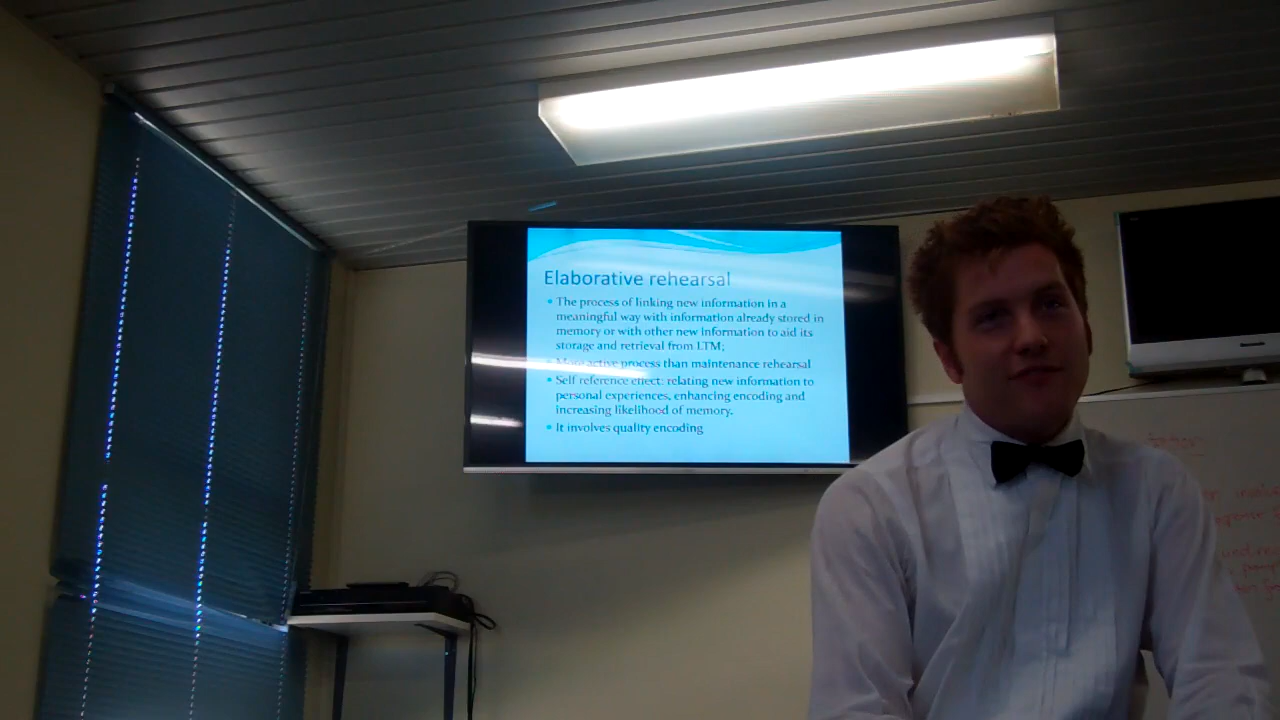 Elaborative rehearsal
• The process of linking new information in a
meaningful way with information already stored in
memory or with other new information to aid its
storage and retrieval from LTM;
• More active process than maintenance rehearsal
• Self reference effect: relating new information to
personal experiences, enhancing encoding and
increasing likelihood of memory.
• It involves quality encoding